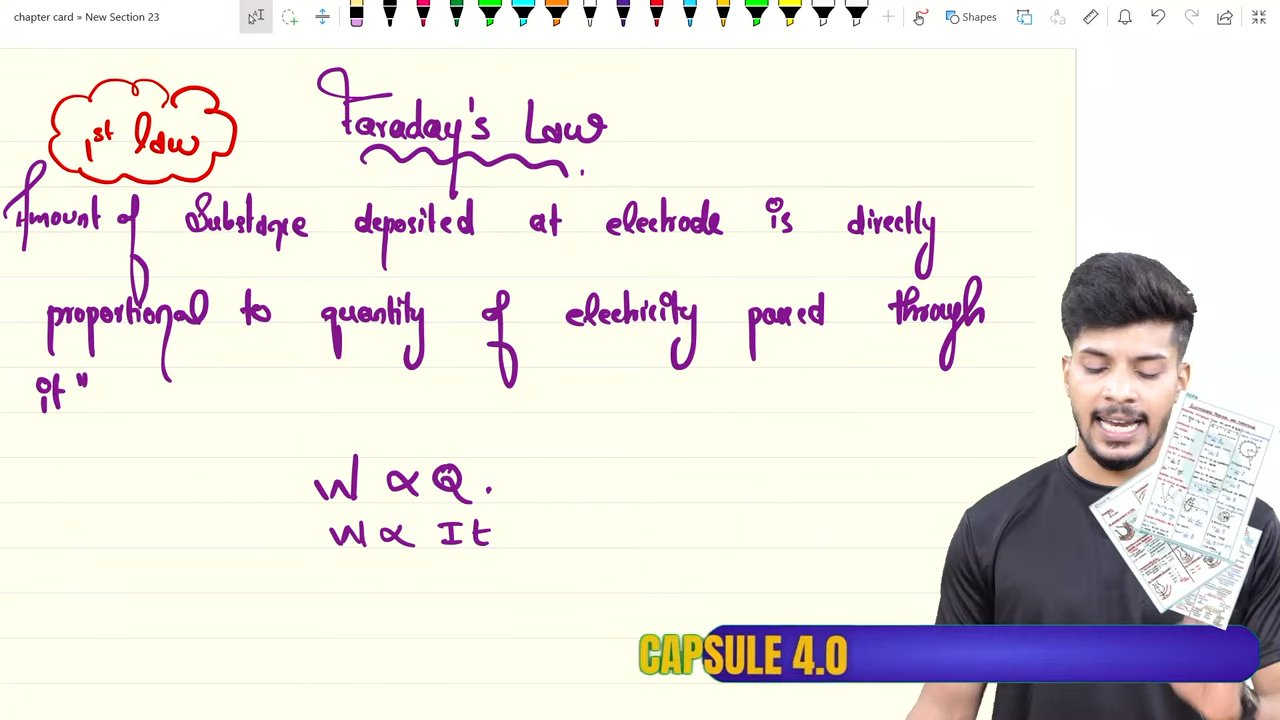 chapter card » New Section 23
Shapes
1st law
Faraday's Law
Amount of Substance deposited at electrode is directly
proportional to quantity of electricity passed through
it"
W ∝ Q.
W ∝ It
CAPSULE 4.0